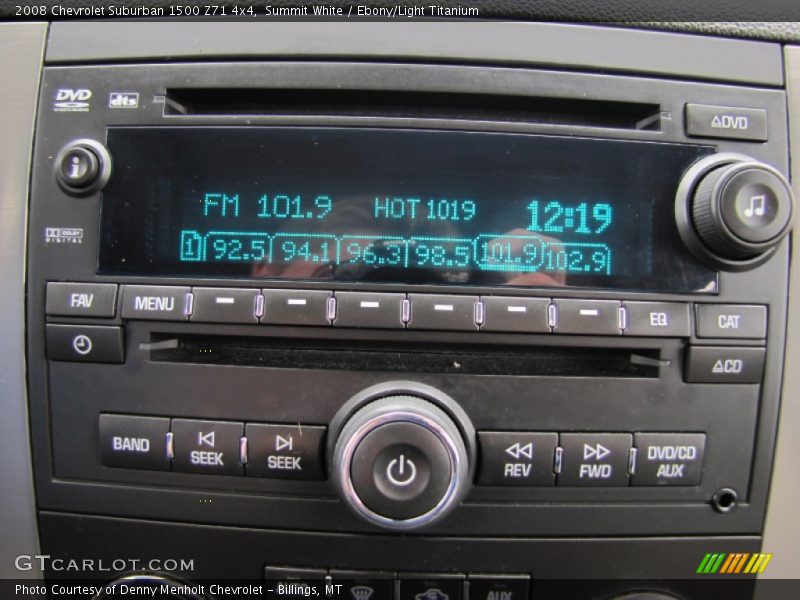 2008 Chevrolet Suburban 1500 Z71 4x4, Summit White / Ebony/Light Titanium
DVD
dts
DVD
i
DOLBY
DIGITAL
FM 101.9 HOT 1019 12:19
1 92.5 94.1 96.3 98.5 101.9 102.9
FAV MENU EQ CAT
CD
BAND SEEK SEEK REV FWD DVD/CD
AUX
GTCARLOT.COM
AUX
Photo Courtesy of Denny Menholt Chevrolet – Billings, MT